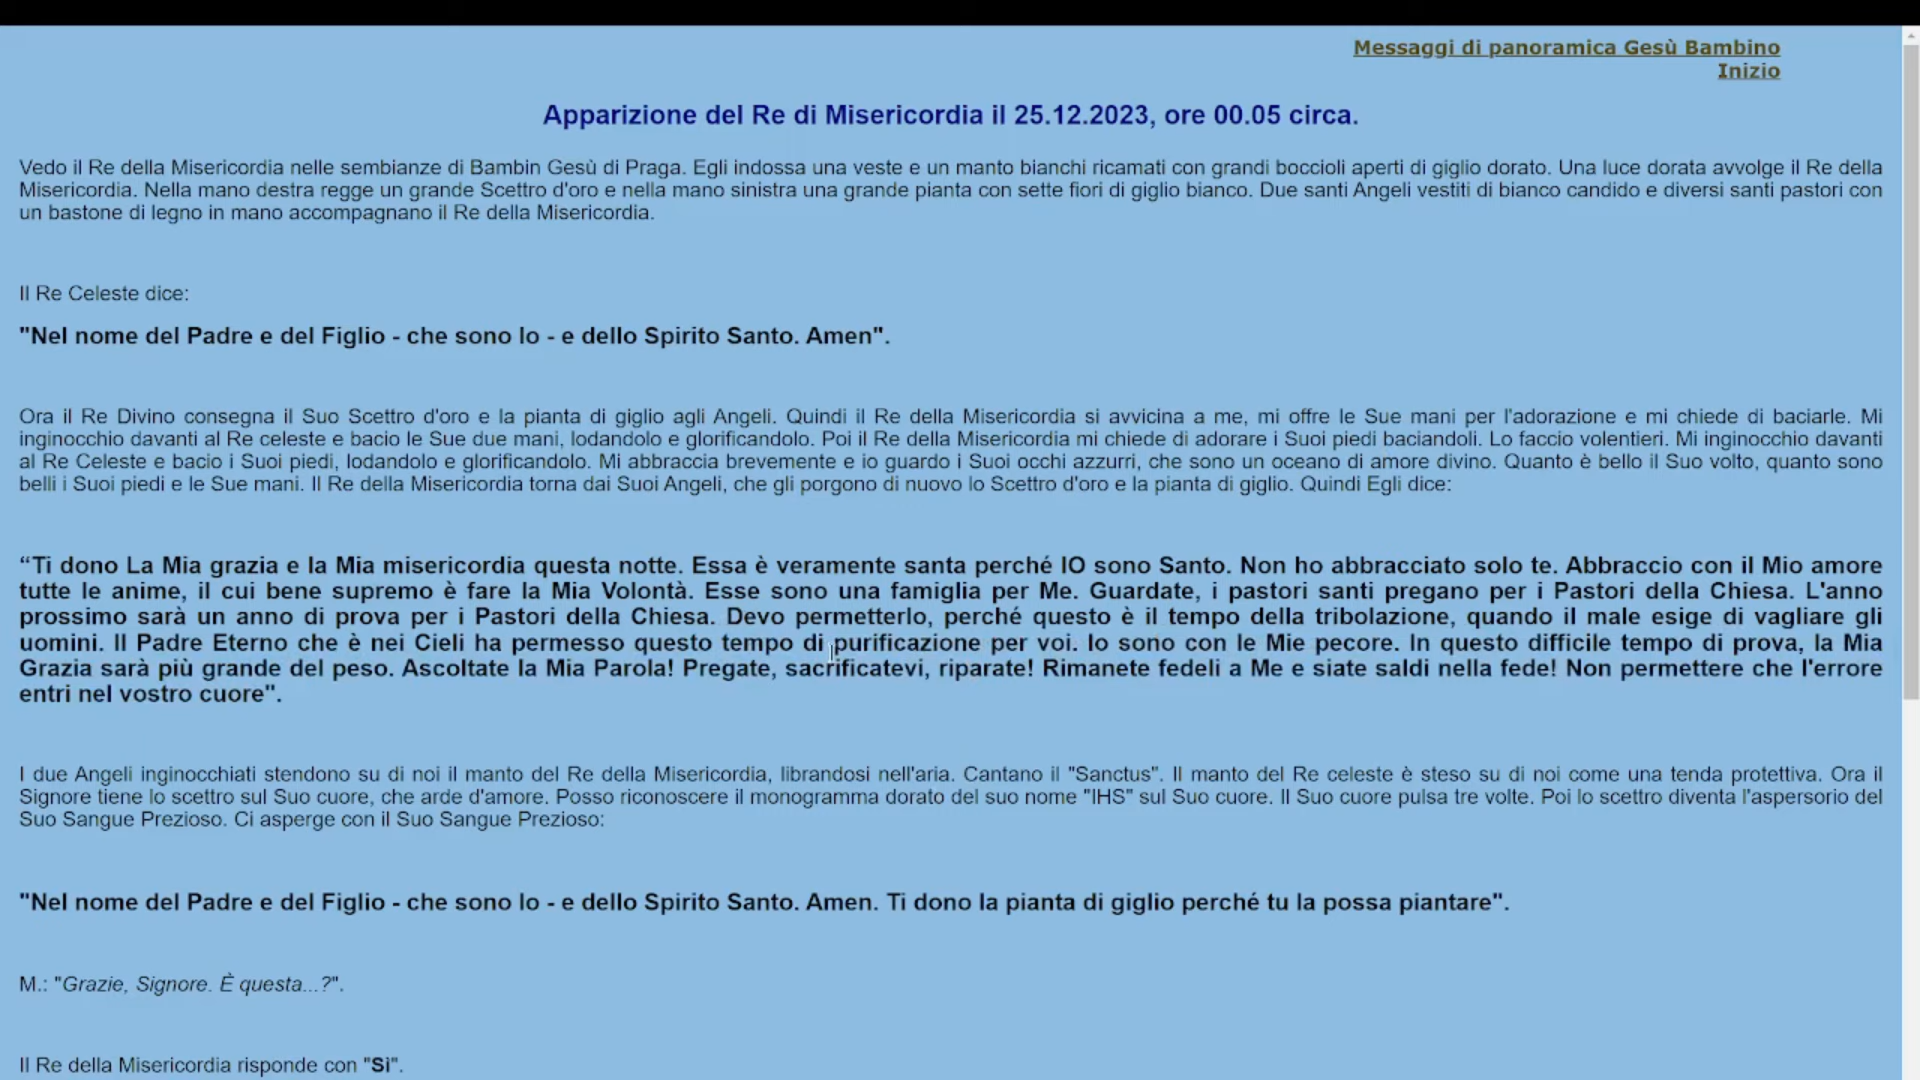 Messaggi di panoramica Gesù Bambino
Inizio
Apparizione del Re di Misericordia il 25.12.2023, ore 00.05 circa.
Vedo il Re della Misericordia nelle sembianze di Bambin Gesù di Praga. Egli indossa una veste e un manto bianchi ricamati con grandi boccioli aperti di giglio dorato. Una luce dorata avvolge il Re della
Misericordia. Nella mano destra regge un grande Scettro d'oro e nella mano sinistra una grande pianta con sette fiori di giglio bianco. Due santi Angeli vestiti di bianco candido e diversi santi pastori con
un bastone di legno in mano accompagnano il Re della Misericordia.
Il Re Celeste dice:
"Nel nome del Padre e del Figlio - che sono Io - e dello Spirito Santo. Amen".
Ora il Re Divino consegna il Suo Scettro d'oro e la pianta di giglio agli Angeli. Quindi il Re della Misericordia si avvicina a me, mi offre le Sue mani per l'adorazione e mi chiede di baciarle. Mi
inginocchio davanti al Re celeste e bacio le Sue due mani, lodandolo e glorificandolo. Poi il Re della Misericordia mi chiede di adorare i Suoi piedi baciandoli. Lo faccio volentieri. Mi inginocchio davanti
al Re Celeste e bacio i Suoi piedi, lodandolo e glorificandolo. Mi abbraccia brevemente e io guardo i Suoi occhi azzurri, che sono un oceano di amore divino. Quanto è bello il Suo volto, quanto sono
belli i Suoi piedi e le Sue mani. Il Re della Misericordia torna dai Suoi Angeli, che gli porgono di nuovo lo Scettro d'oro e la pianta di giglio. Quindi Egli dice:
“Ti dono La Mia grazia e la Mia misericordia questa notte. Essa è veramente santa perché IO sono Santo. Non ho abbracciato solo te. Abbraccio con il Mio amore
tutte le anime, il cui bene supremo è fare la Mia Volontà. Esse sono una famiglia per Me. Guardate, i pastori santi pregano per i Pastori della Chiesa. L'anno
prossimo sarà un anno di prova per i Pastori della Chiesa. Devo permetterlo, perché questo è il tempo della tribolazione, quando il male esige di vagliare gli
uomini. Il Padre Eterno che è nei Cieli ha permesso questo tempo di purificazione per voi. Io sono con le Mie pecore. In questo difficile tempo di prova, la Mia
Grazia sarà più grande del peso. Ascoltate la Mia Parola! Pregate, sacrificatevi, riparate! Rimanete fedeli a Me e siate saldi nella fede! Non permettere che l'errore
entri nel vostro cuore".
I due Angeli inginocchiati stendono su di noi il manto del Re della Misericordia, librandosi nell'aria. Cantano il "Sanctus". Il manto del Re celeste è steso su di noi come una tenda protettiva. Ora il
Signore tiene lo scettro sul Suo cuore, che arde d'amore. Posso riconoscere il monogramma dorato del suo nome "IHS" sul Suo cuore. Il Suo cuore pulsa tre volte. Poi lo scettro diventa l'aspersorio del
Suo Sangue Prezioso. Ci asperge con il Suo Sangue Prezioso:
"Nel nome del Padre e del Figlio - che sono Io - e dello Spirito Santo. Amen. Ti dono la pianta di giglio perché tu la possa piantare".
M.: "Grazie, Signore. È questa...?".
Il Re della Misericordia risponde con "Sì".